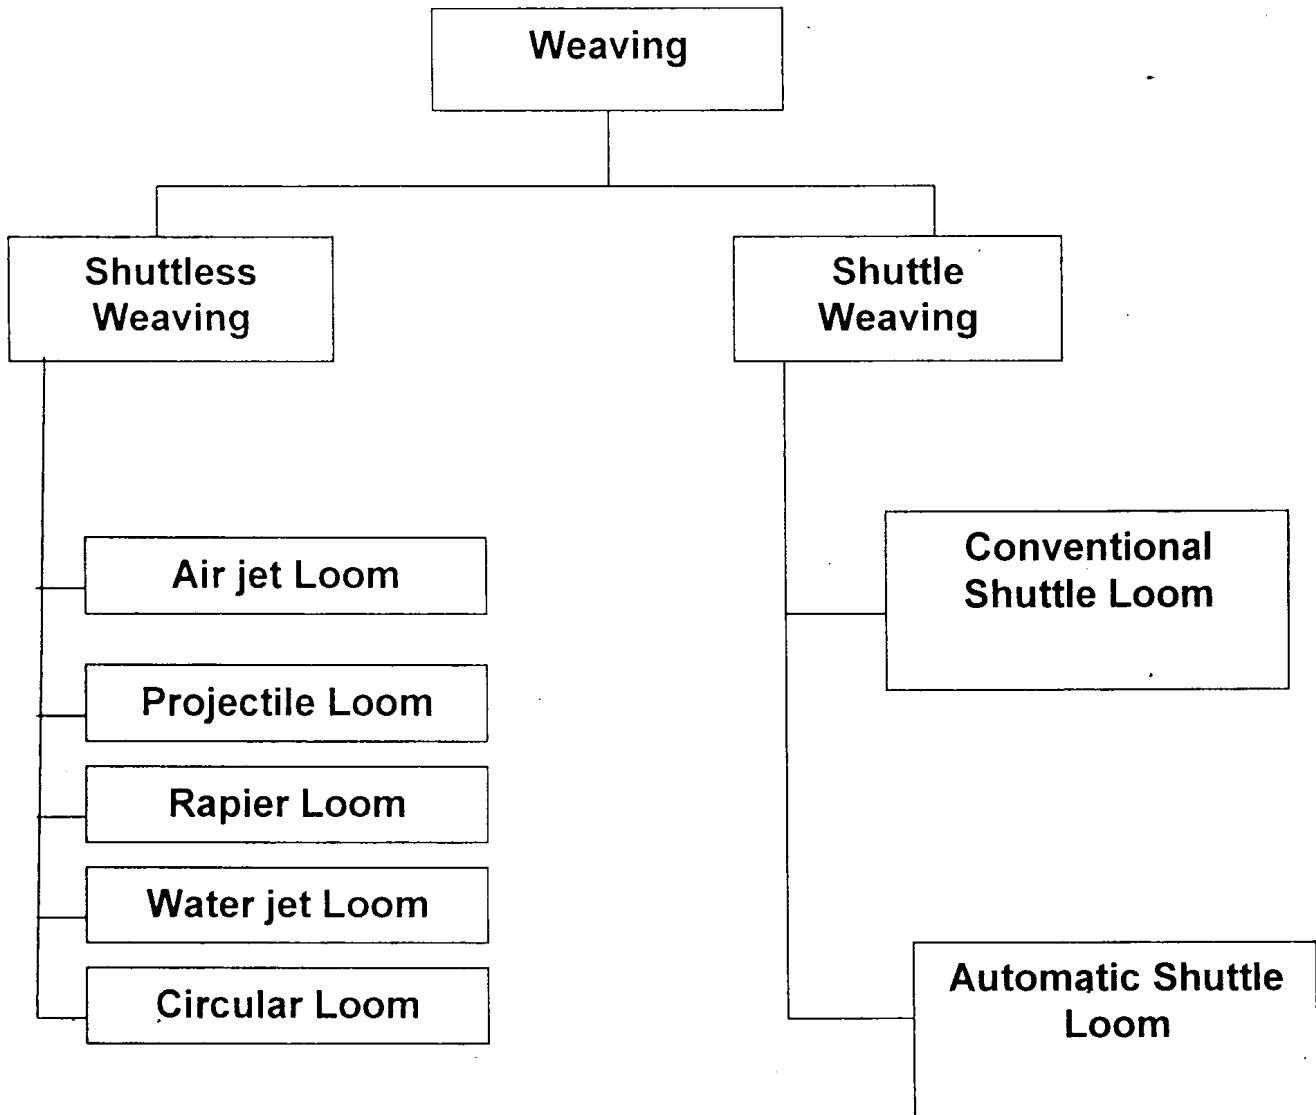 Weaving
Shuttless
Weaving
Shuttle
Weaving
Air jet Loom
Projectile Loom
Rapier Loom
Water jet Loom
Circular Loom
Conventional
Shuttle Loom
Automatic Shuttle
Loom